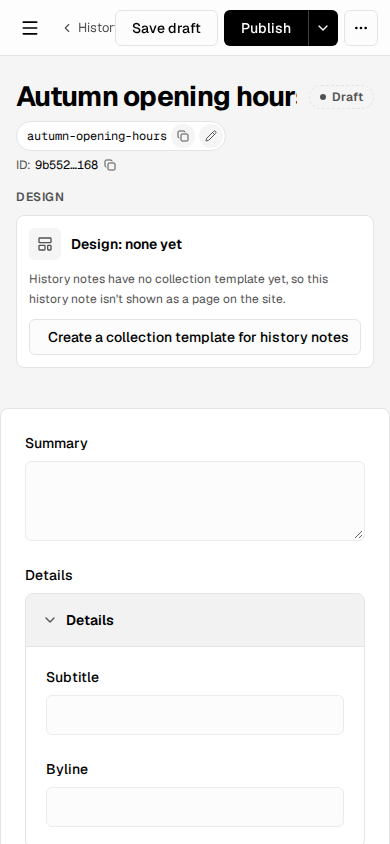 Save draft
Publish
Autumn opening hours
Draft
autumn-opening-hours
ID: 9b552…168
DESIGN
Design: none yet
History notes have no collection template yet, so this
history note isn't shown as a page on the site.
Create a collection template for history notes
Summary
Details
Details
Subtitle
Byline